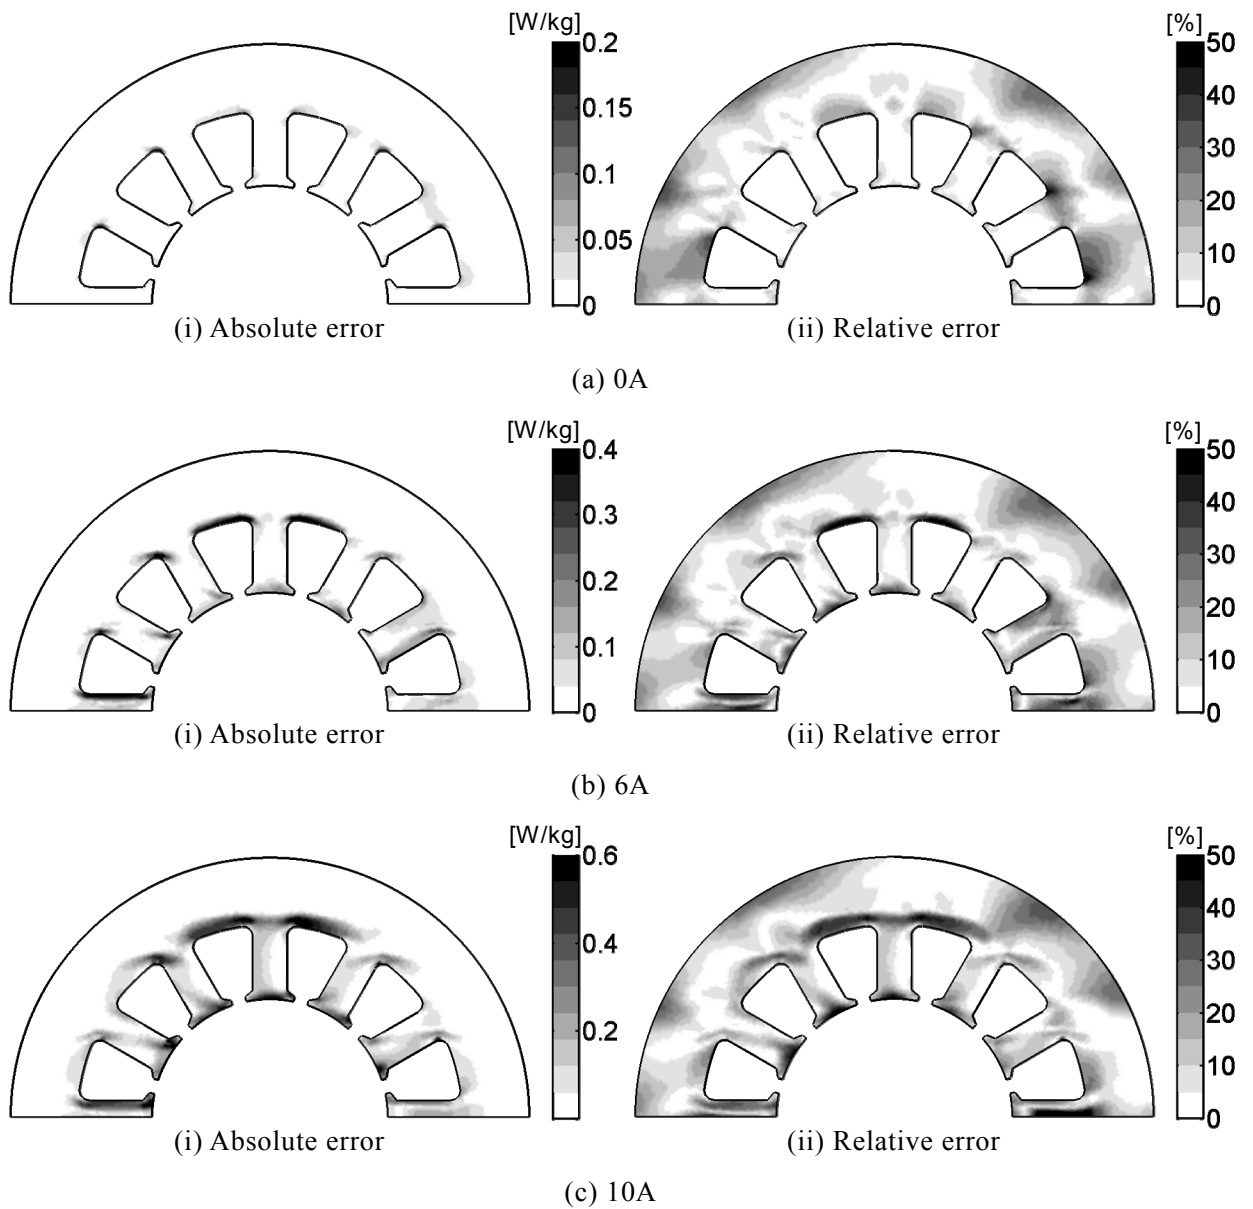 [W/kg]
0.2
0.15
0.1
0.05
0
(i) Absolute error
[%]
50
40
30
20
10
0
(ii) Relative error
(a) 0A
[W/kg]
0.4
0.3
0.2
0.1
0
(i) Absolute error
[%]
50
40
30
20
10
0
(ii) Relative error
(b) 6A
[W/kg]
0.6
0.4
0.2
(i) Absolute error
[%]
50
40
30
20
10
0
(ii) Relative error
(c) 10A